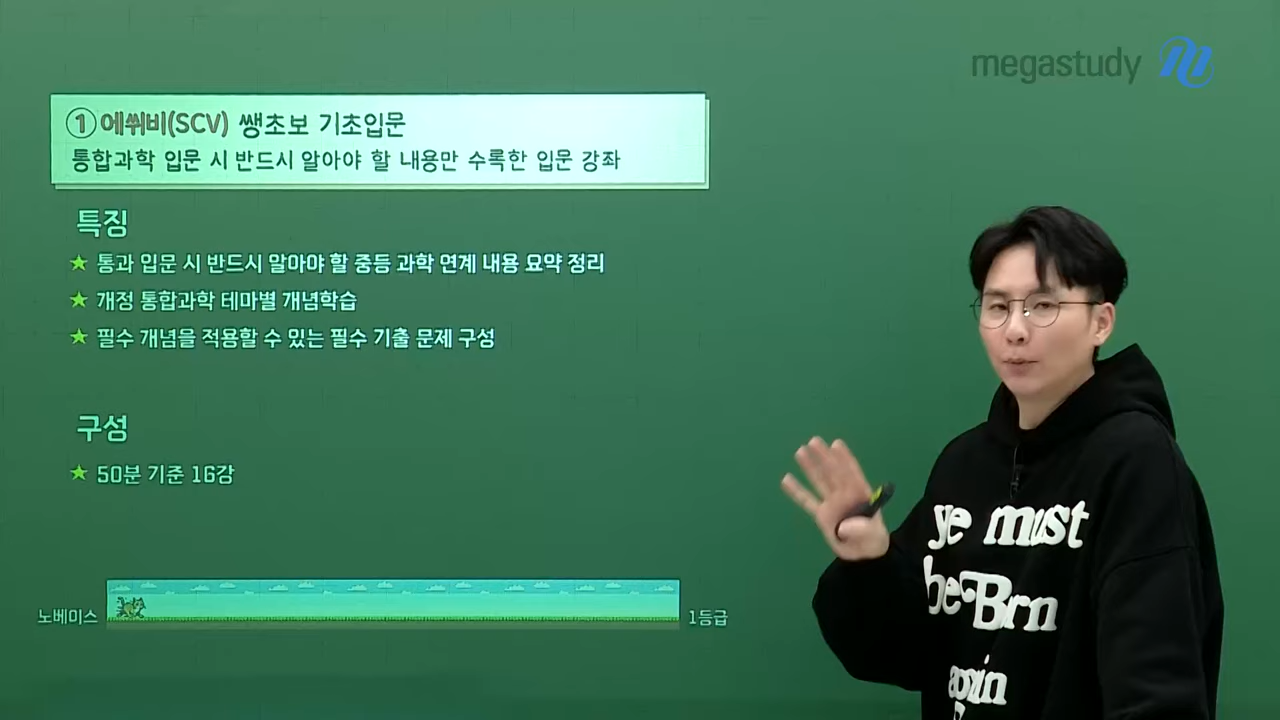 megastudy
① 에쒸비(SCV) 쌩초보 기초입문
통합과학 입문 시 반드시 알아야 할 내용만 수록한 입문 강좌
특징
★ 통과 입문 시 반드시 알아야 할 중등 과학 연계 내용 요약 정리
★ 개정 통합과학 테마별 개념학습
★ 필수 개념을 적용할 수 있는 필수 기출 문제 구성
구성
★ 50분 기준 16강
노베이스
1등급
ye must
be Brn
again